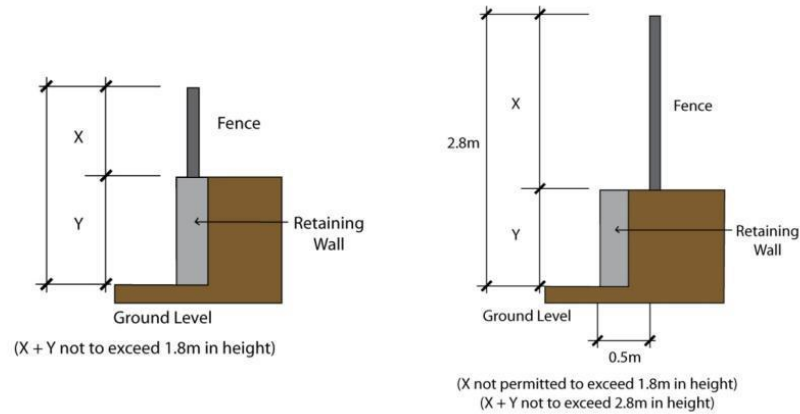 X
Fence
Y
Retaining
Wall
Ground Level
(X + Y not to exceed 1.8m in height)
X
Fence
2.8m
Y
Retaining
Wall
Ground Level
0.5m
(X not permitted to exceed 1.8m in height)
(X + Y not to exceed 2.8m in height)